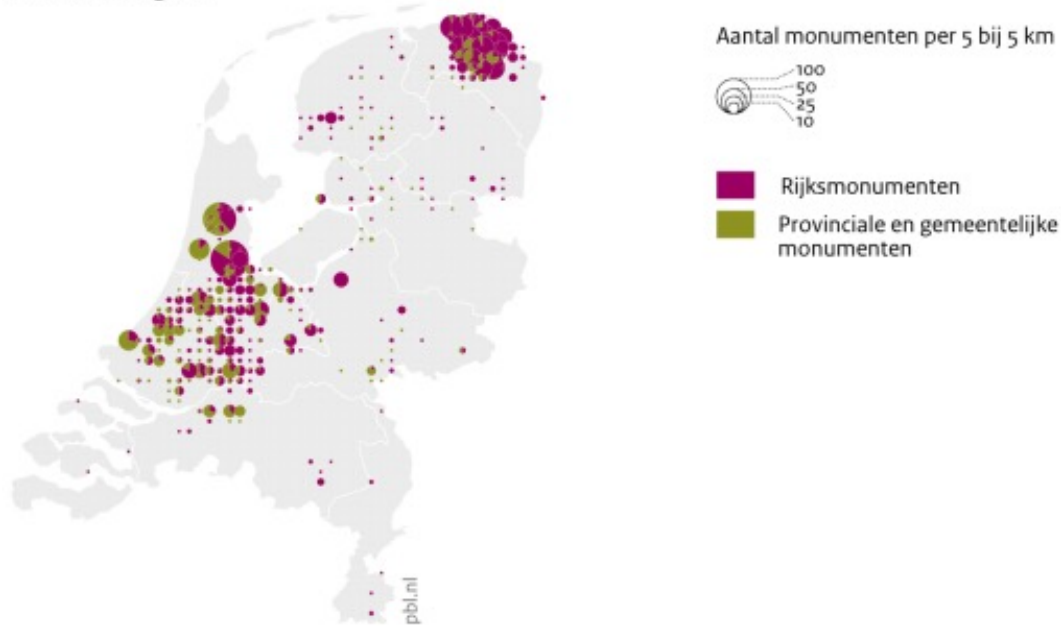 Aantal monumenten per 5 bij 5 km
100
50
25
10
Rijksmonumenten
Provinciale en gemeentelijke
monumenten
pbl.nl